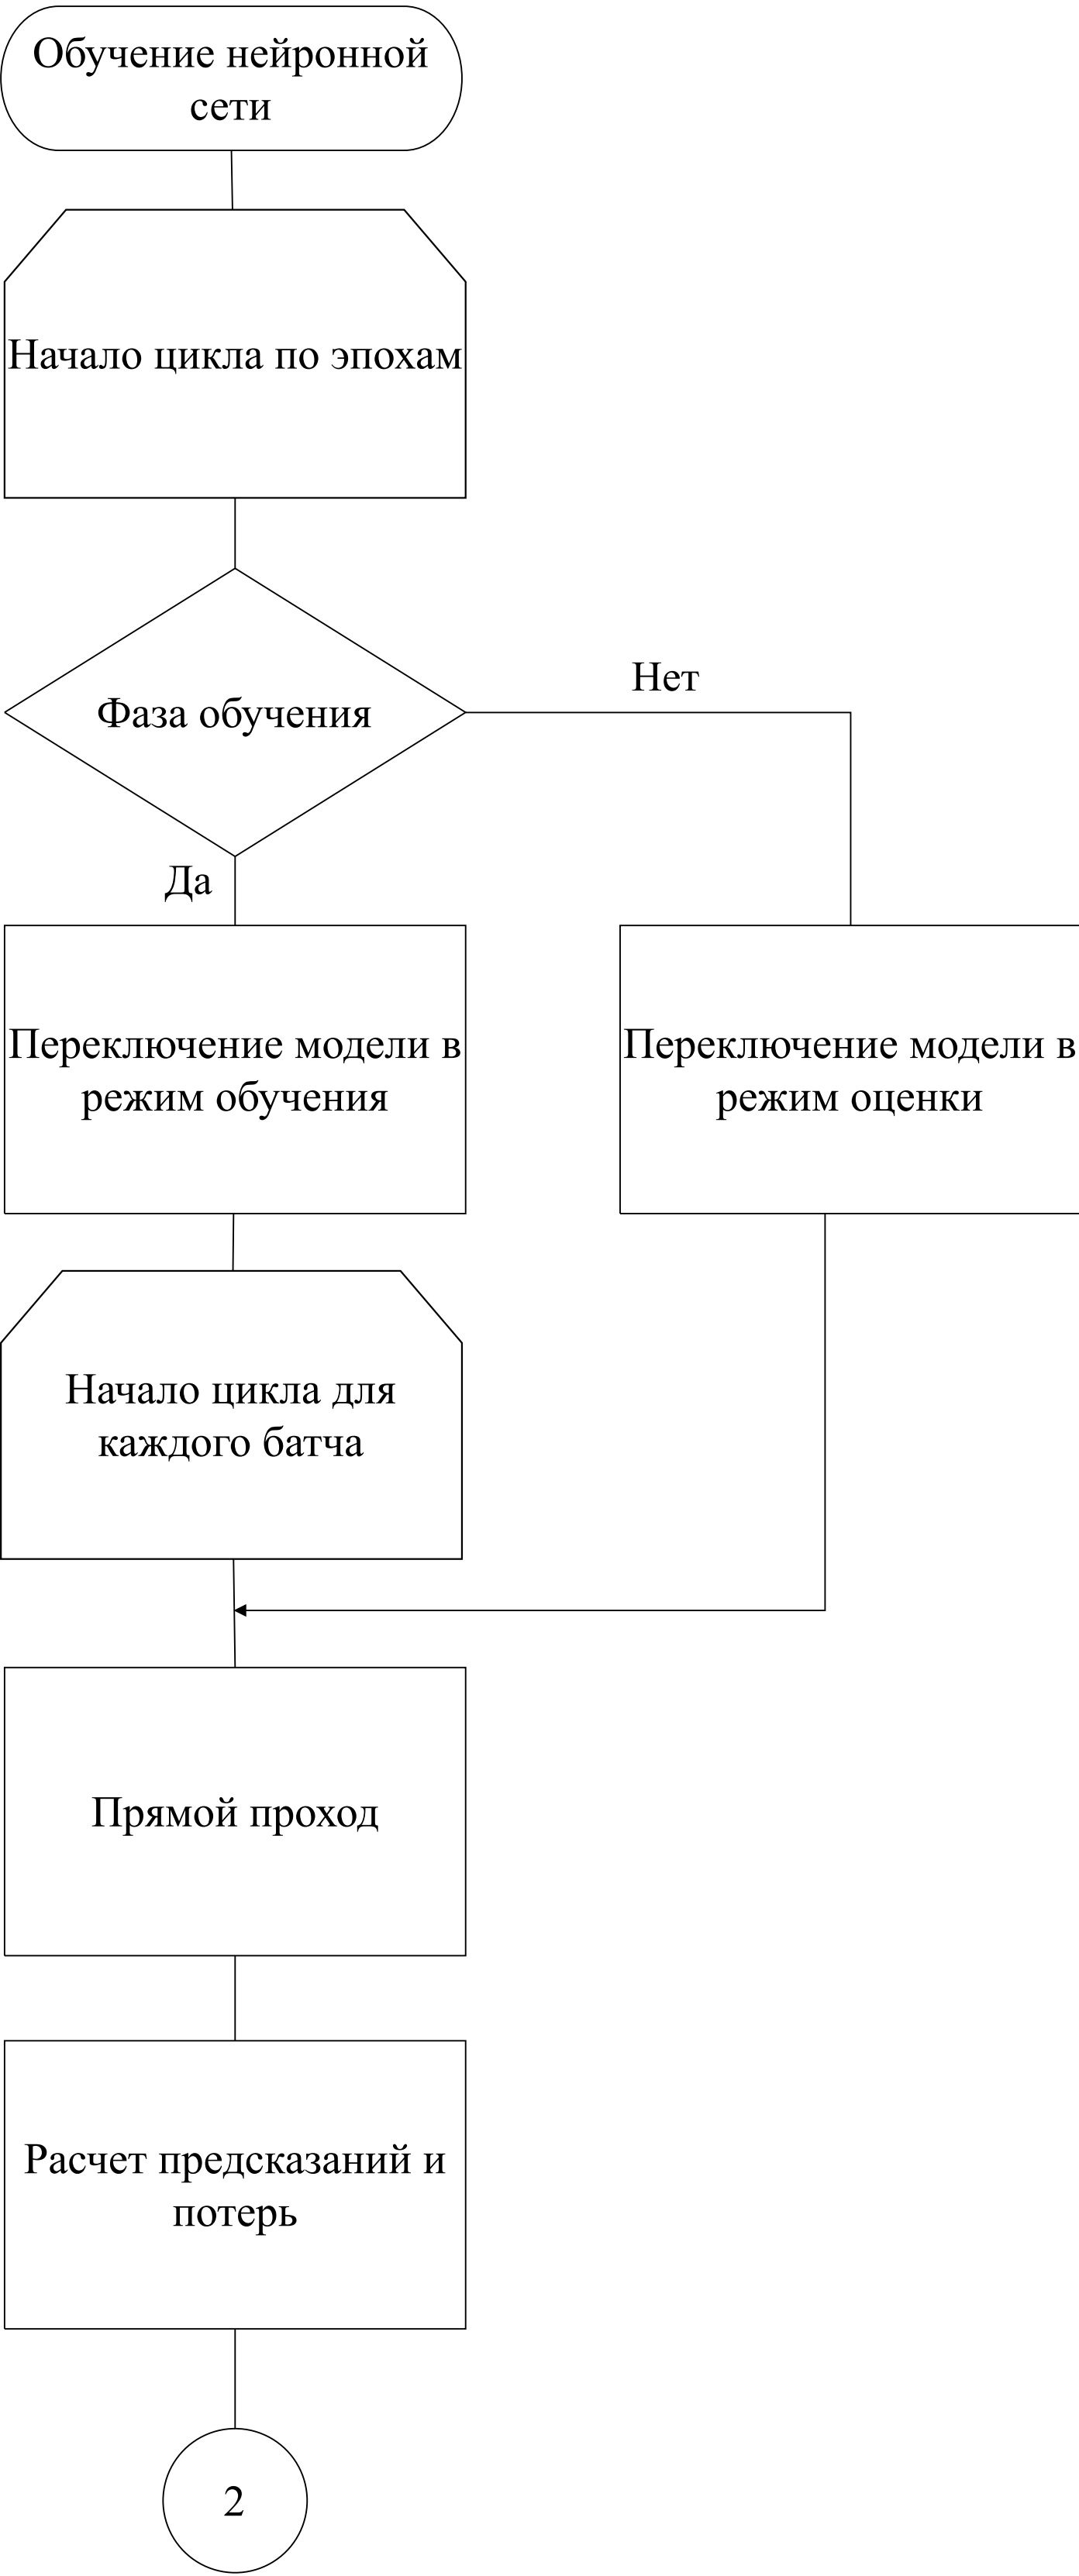 Обучение нейронной
сети
Начало цикла по эпохам
Фаза обучения
Нет
Да
Переключение модели в
режим обучения
Переключение модели в
режим оценки
Начало цикла для
каждого батча
Прямой проход
Расчет предсказаний и
потерь
2